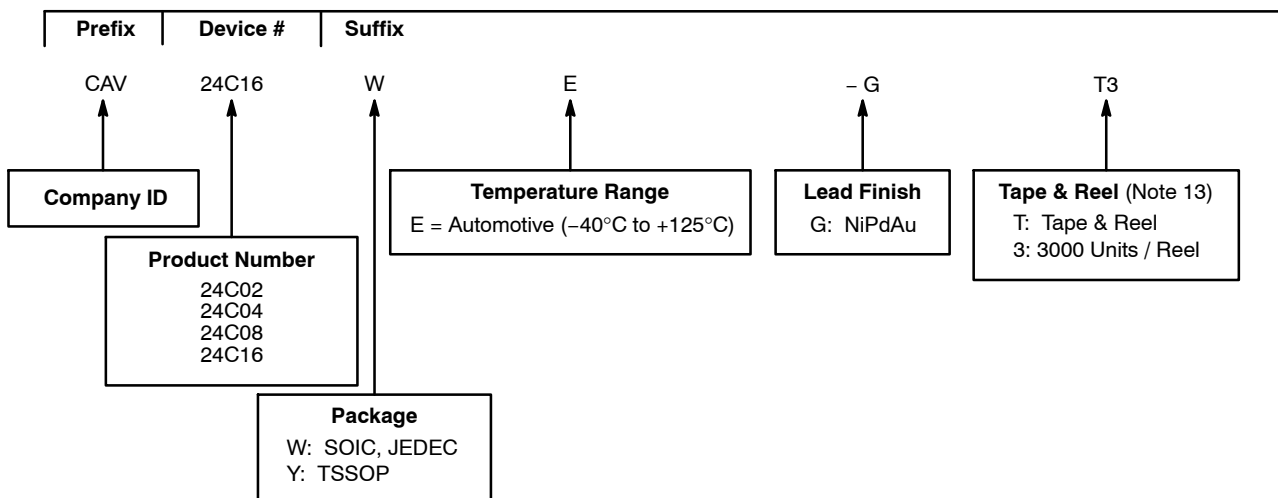 Prefix Device # Suffix
CAV 24C16 W E – G T3
Company ID
Temperature Range
E = Automotive (−40°C to +125°C)
Lead Finish
G: NiPdAu
Tape & Reel (Note 13)
T: Tape & Reel
3: 3000 Units / Reel
Product Number
24C02
24C04
24C08
24C16
Package
W: SOIC, JEDEC
Y: TSSOP